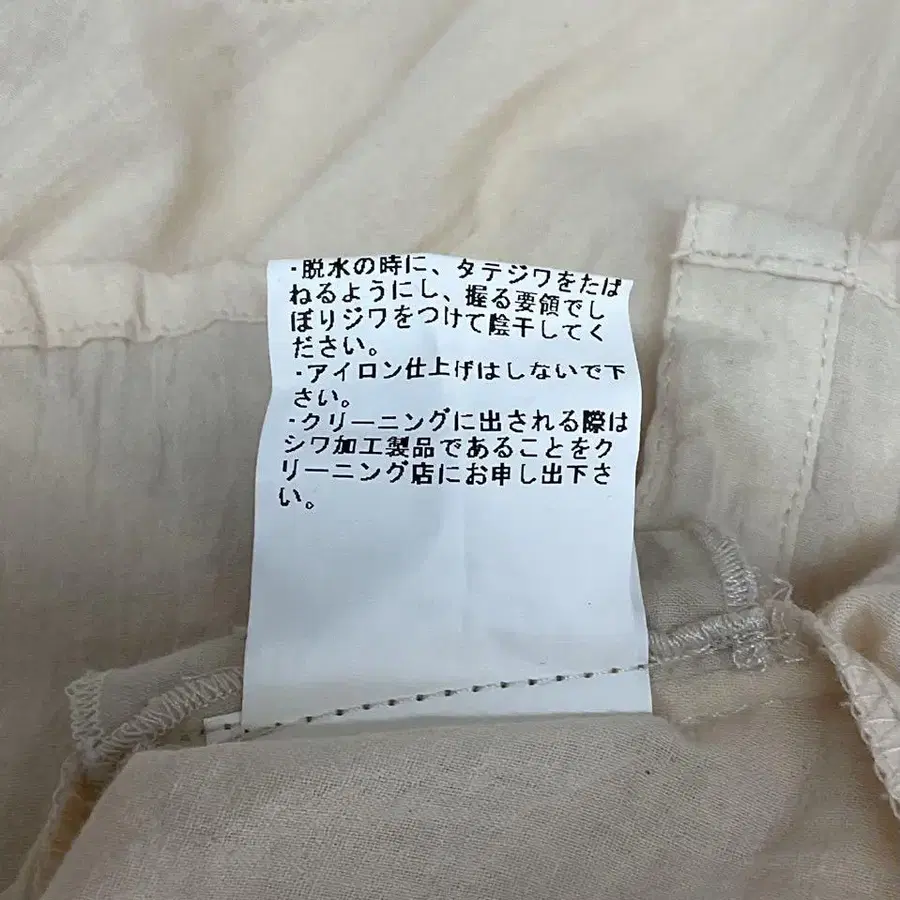 ・脱水の時に、タテジワをたば
ねるようにし、握る要領でし
ぼりジワをつけて陰干してく
ださい。
・アイロン仕上げはしないで下
さい。
・クリーニングに出される際は
シワ加工製品であることをク
リーニング店にお申し出下さ
い。